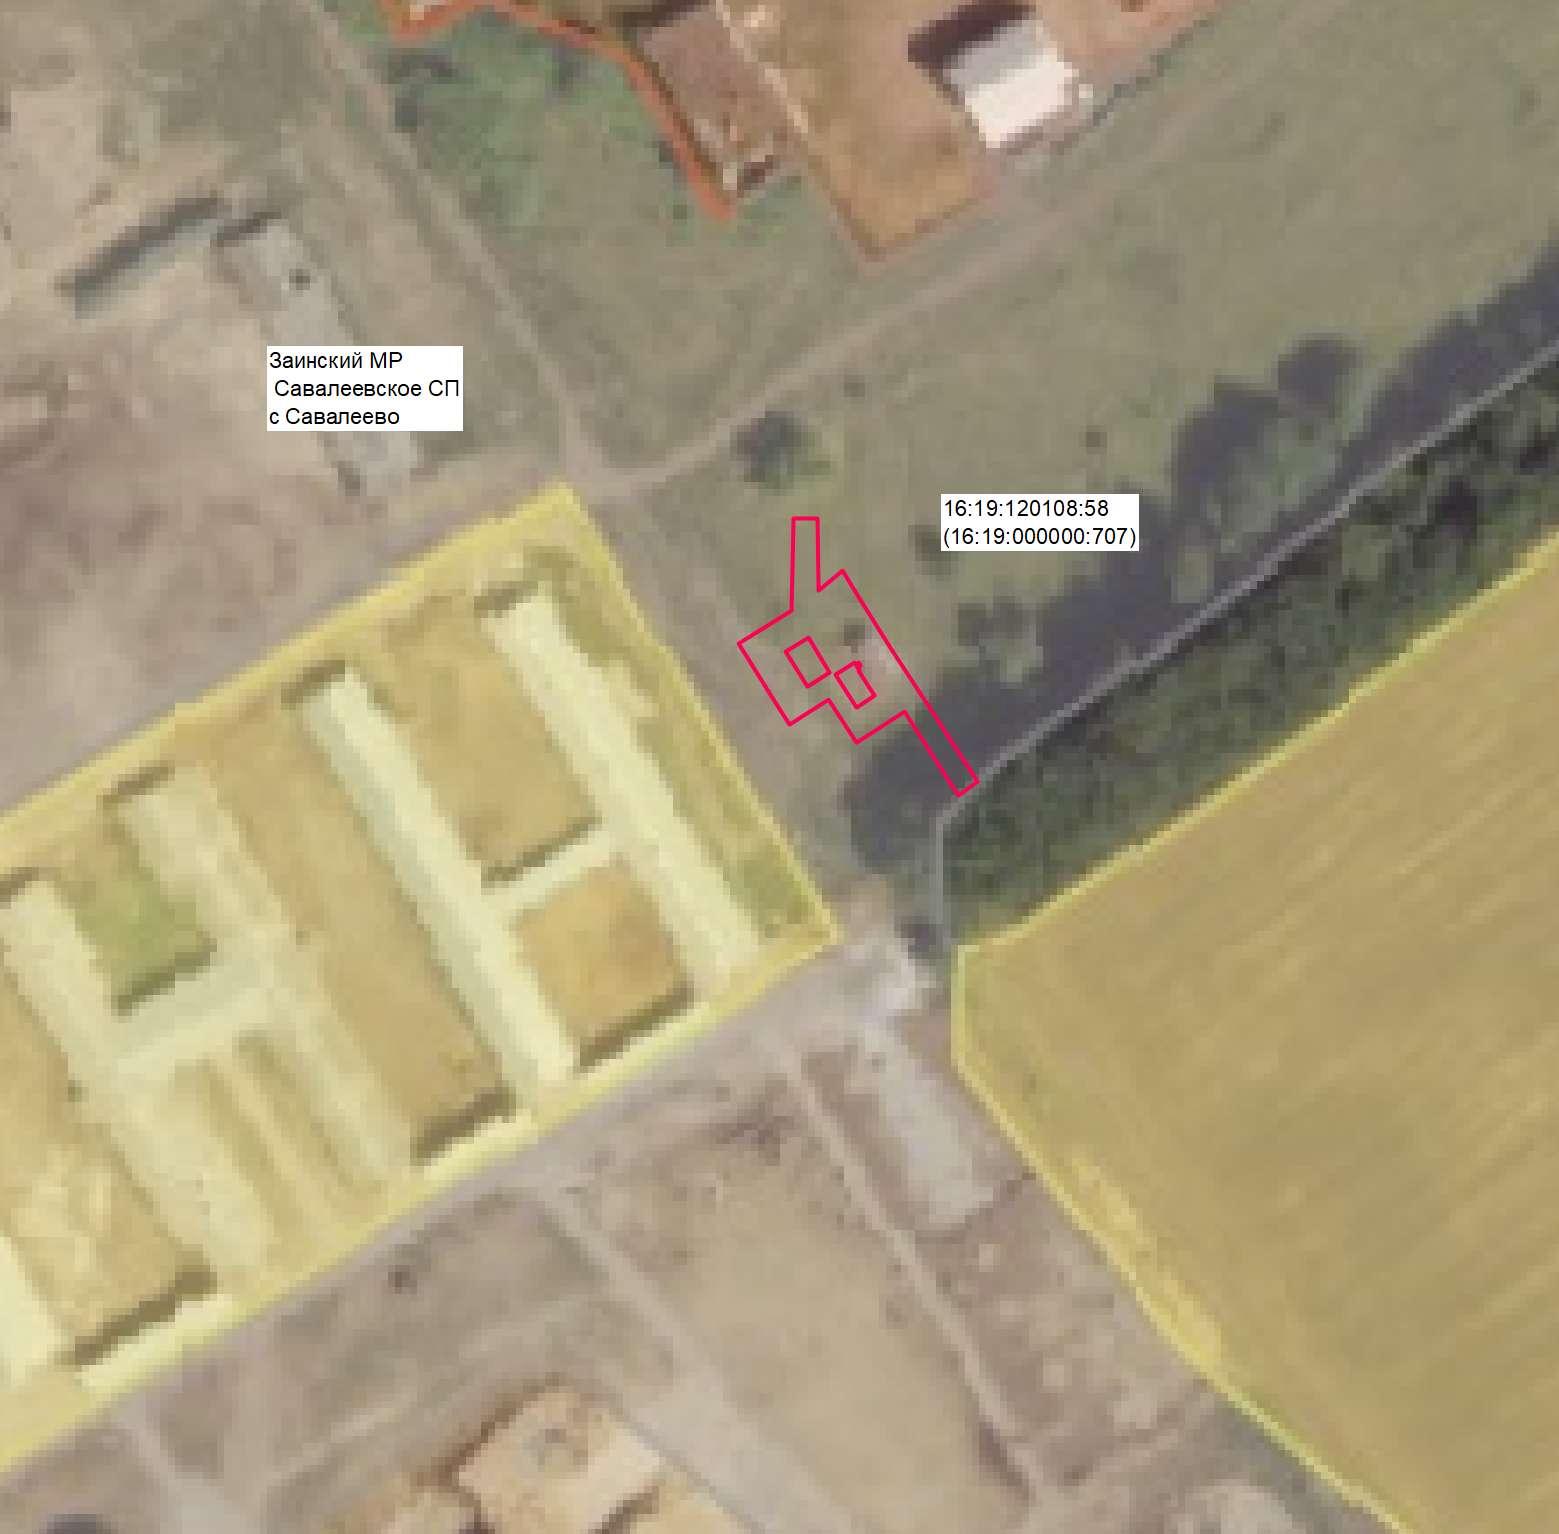 Заинский МР
Савалеевское СП
с Савалеево
16:19:120108:58
(16:19:000000:707)